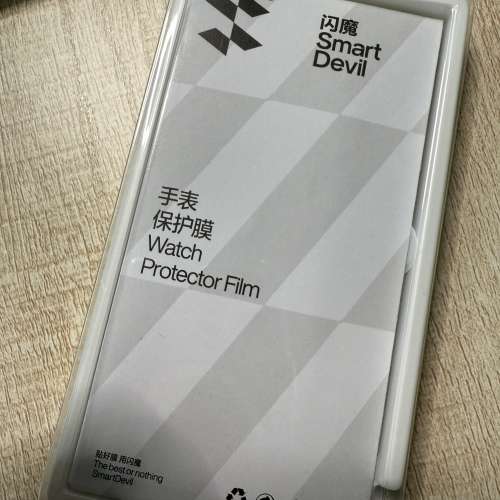 闪魔
Smart
Devil
手表
保护膜
Watch
Protector Film
贴好膜 用闪魔
The best or nothing
SmartDevil